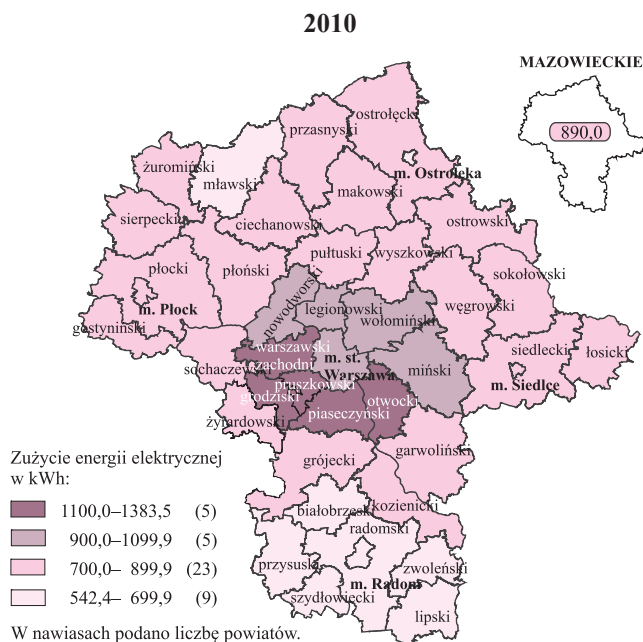 2010
MAZOWIECKIE
890,0
ostrołęcki
przasnyski
żuromiński
mławski
m. Ostrołęka
makowski
sierpecki
ciechanowski
ostrowski
pułtuski
wyszkowski
płocki
płoński
sokołowski
nowodworski
legionowski
węgrowski
m. Płock
wołomiński
gostyniński
warszawski
zachodni
m. st.
Warszawa
siedlecki
łosicki
sochaczewski
miński
m. Siedlce
pruszkowski
grodziski
otwocki
piaseczyński
żyrardowski
garwoliński
grójecki
Zużycie energii elektrycznej
w kWh:
kozienicki
1100,0–1383,5 (5)
białobrzeski
900,0–1099,9 (5)
radomski
700,0– 899,9 (23)
przysuski
zwoleński
m. Radom
542,4– 699,9 (9)
szydłowiecki
lipski
W nawiasach podano liczbę powiatów.